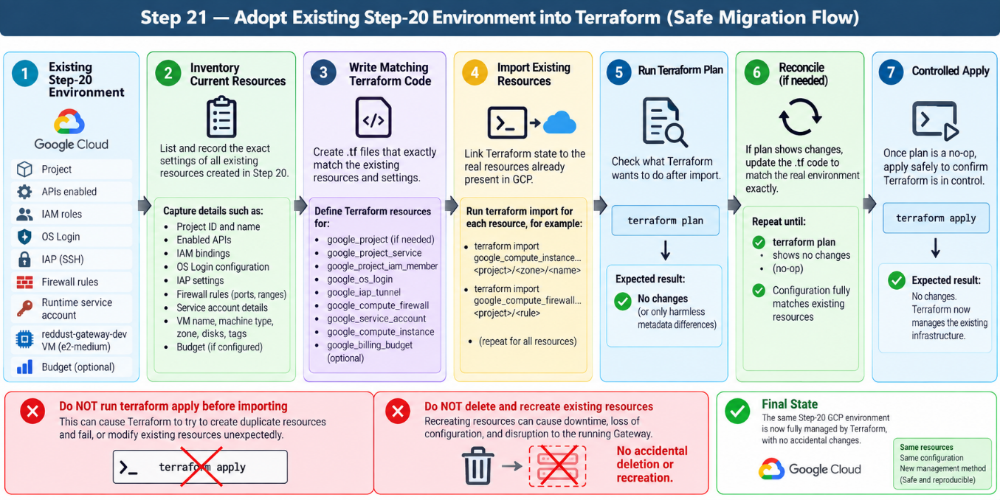 Step 21 — Adopt Existing Step-20 Environment into Terraform (Safe Migration Flow)
1
Existing
Step-20
Environment
Google Cloud
Project
APIs enabled
IAM roles
OS Login
IAP (SSH)
Firewall rules
Runtime service
account
reddust-gateway-dev
VM (e2-medium)
Budget (optional)
2
Inventory
Current Resources
List and record the exact
settings of all existing
resources created in Step 20.
Capture details such as:
• Project ID and name
• Enabled APIs
• IAM bindings
• OS Login configuration
• IAP settings
• Firewall rules (ports, ranges)
• Service account details
• VM name, machine type,
zone, disks, tags
• Budget (if configured)
3
Write Matching
Terraform Code
</>
Create .tf files that exactly
match the existing
resources and settings.
Define Terraform resources
for:
• google_project (if needed)
• google_project_service
• google_project_iam_member
• google_os_login
• google_iap_tunnel
• google_compute_firewall
• google_service_account
• google_compute_instance
• google_billing_budget
(optional)
4
Import Existing
Resources
>_
Link Terraform state to the
real resources already
present in GCP.
Run terraform import for
each resource, for example:
• terraform import
google_compute_instance...
<project>/<zone>/<name>
• terraform import
google_compute_firewall...
<project>/<rule>
• (repeat for all resources)
5
Run Terraform Plan
Check what Terraform
wants to do after import.
terraform plan
Expected result:
No changes
(or only harmless
metadata differences)
6
Reconcile
(if needed)
If plan shows changes,
update the .tf code to
match the real environment
exactly.
Repeat until:
terraform plan
• shows no changes
• (no-op)
Configuration fully
matches existing
resources
7
Controlled Apply
>_
Once plan is a no-op,
apply safely to confirm
Terraform is in control.
terraform apply
Expected result:
No changes.
Terraform now
manages the existing
infrastructure.
Do NOT run terraform apply before importing
This can cause Terraform to try to create duplicate resources
and fail, or modify existing resources unexpectedly.
>_ terraform apply
Do NOT delete and recreate existing resources
Recreating resources can cause downtime, loss of
configuration, and disruption to the running Gateway.
No accidental
deletion or
recreation.
Final State
The same Step-20 GCP environment
is now fully managed by Terraform,
with no accidental changes.
Google Cloud
Same resources
Same configuration
New management method
(Safe and reproducible)